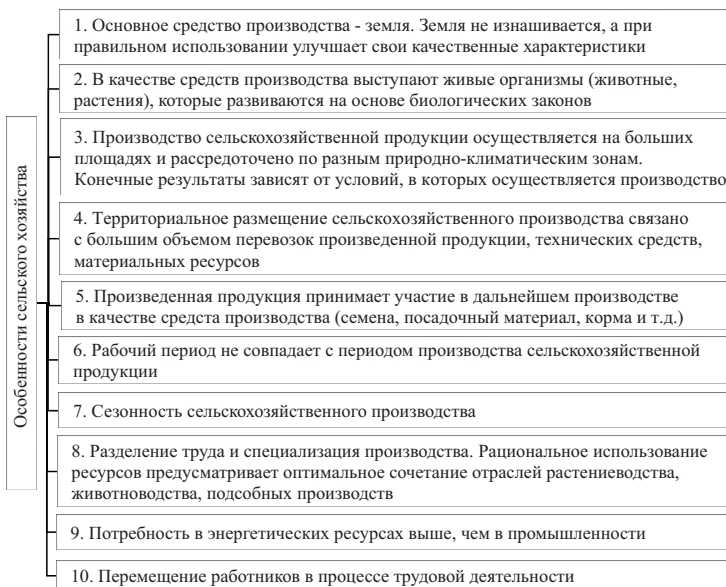 Особенности сельского хозяйства
1. Основное средство производства - земля. Земля не изнашивается, а при
правильном использовании улучшает свои качественные характеристики
2. В качестве средств производства выступают живые организмы (животные,
растения), которые развиваются на основе биологических законов
3. Производство сельскохозяйственной продукции осуществляется на больших
площадях и рассредоточено по разным природно-климатическим зонам.
Конечные результаты зависят от условий, в которых осуществляется производство
4. Территориальное размещение сельскохозяйственного производства связано
с большим объемом перевозок произведенной продукции, технических средств,
материальных ресурсов
5. Произведенная продукция принимает участие в дальнейшем производстве
в качестве средста производства (семена, посадочный материал, корма и т.д.)
6. Рабочий период не совпадает с периодом производства сельскохозяйственной
продукции
7. Сезонность сельскохозяйственного производства
8. Разделение труда и специализация производства. Рациональное использование
ресурсов предусматривает оптимальное сочетание отраслей растениеводства,
животноводства, подсобных производств
9. Потребность в энергетических ресурсах выше, чем в промышленности
10. Перемещение работников в процессе трудовой деятельности